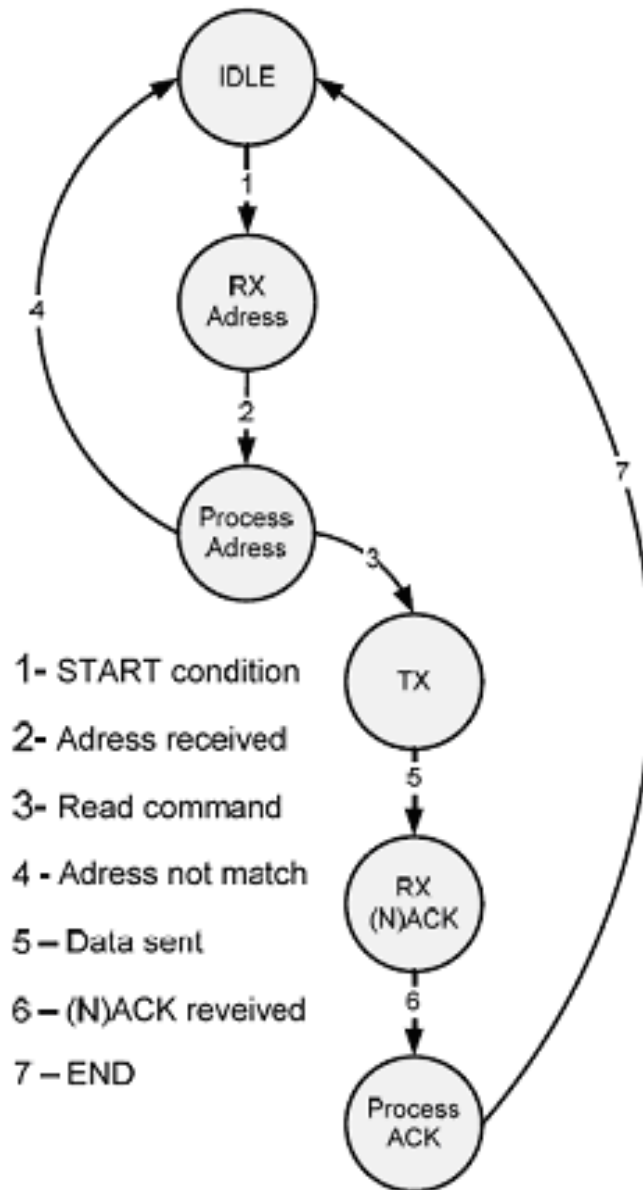 IDLE
1
RX
Adress
4
2
7
Process
Adress
3
1- START condition
TX
2- Adress received
5
3- Read command
4 - Adress not match
RX
(N)ACK
5 – Data sent
6
6 – (N)ACK reveived
7 – END
Process
ACK